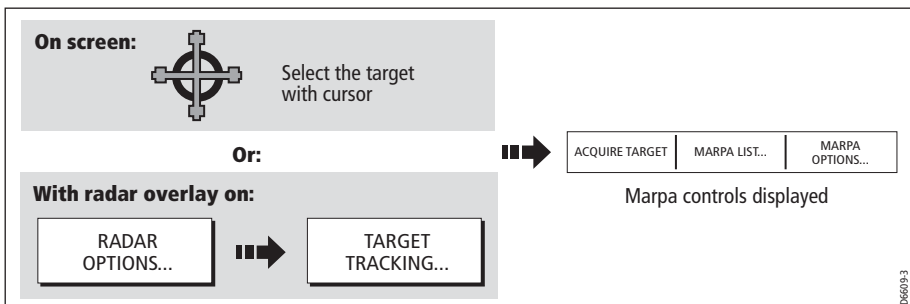 On screen:
Select the target
with cursor
Or:
With radar overlay on:
RADAR
OPTIONS...
TARGET
TRACKING...
ACQUIRE TARGET
MARPA LIST...
MARPA
OPTIONS...
Marpa controls displayed
D6609-3